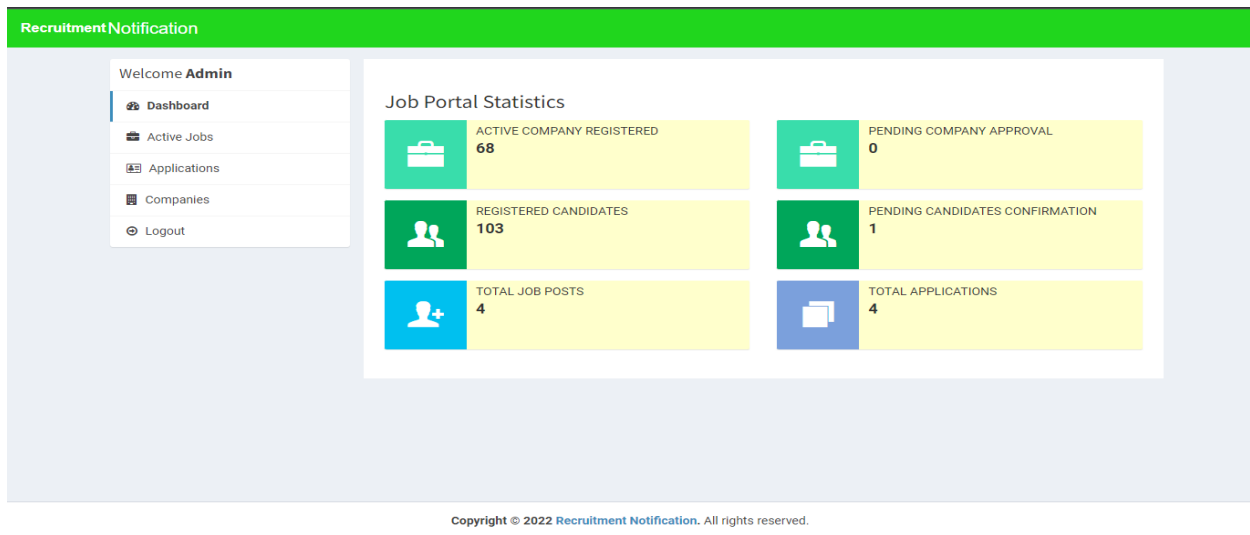 Recruitment Notification
Welcome Admin
Dashboard
Active Jobs
Applications
Companies
Logout
Job Portal Statistics
ACTIVE COMPANY REGISTERED
68
PENDING COMPANY APPROVAL
0
REGISTERED CANDIDATES
103
PENDING CANDIDATES CONFIRMATION
1
TOTAL JOB POSTS
4
TOTAL APPLICATIONS
4
Copyright © 2022 Recruitment Notification. All rights reserved.